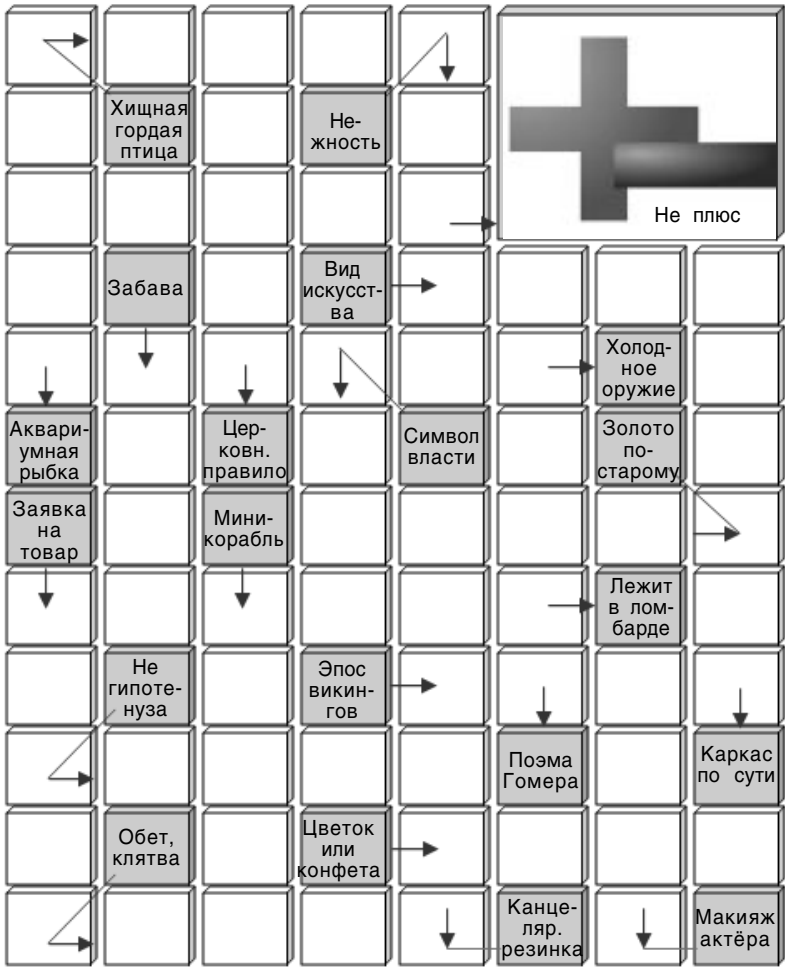 Хищная
гордая
птица
Не-
жность
Не плюс
Забава
Вид
искусст-
ва
Холод-
ное
оружие
Аквари-
умная
рыбка
Цер-
ковн.
правило
Символ
власти
Золото
по-
старому
Заявка
на
товар
Мини-
корабль
Лежит
в лом-
барде
Не
гипоте-
нуза
Эпос
викин-
гов
Поэма
Гомера
Каркас
по сути
Обет,
клятва
Цветок
или
конфета
Канце-
ляр.
резинка
Макияж
актёра